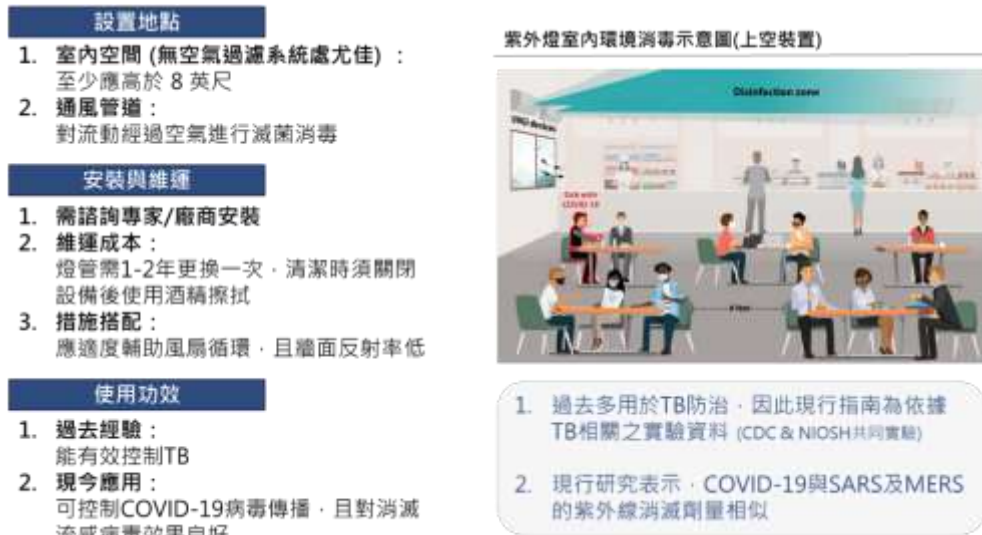 設置地點
1. 室內空間 (無空氣過濾系統處尤佳) ：
至少應高於 8 英尺
2. 通風管道：
對流動經過空氣進行滅菌消毒
安裝與維運
1. 需諮詢專家/廠商安裝
2. 維運成本：
燈管需1-2年更換一次，清潔時須關閉
設備後使用酒精擦拭
3. 措施搭配：
應適度輔助風扇循環，且牆面反射率低
使用功效
1. 過去經驗：
能有效控制TB
2. 現今應用：
可控制COVID-19病毒傳播，且對消滅
流感病毒效果良好
紫外燈室內環境消毒示意圖(上空裝置)
Disinfection zone
COVID-19
1. 過去多用於TB防治，因此現行指南為依據
TB相關之實驗資料 (CDC & NIOSH共同實驗)
2. 現行研究表示，COVID-19與SARS及MERS
的紫外線消滅劑量相似